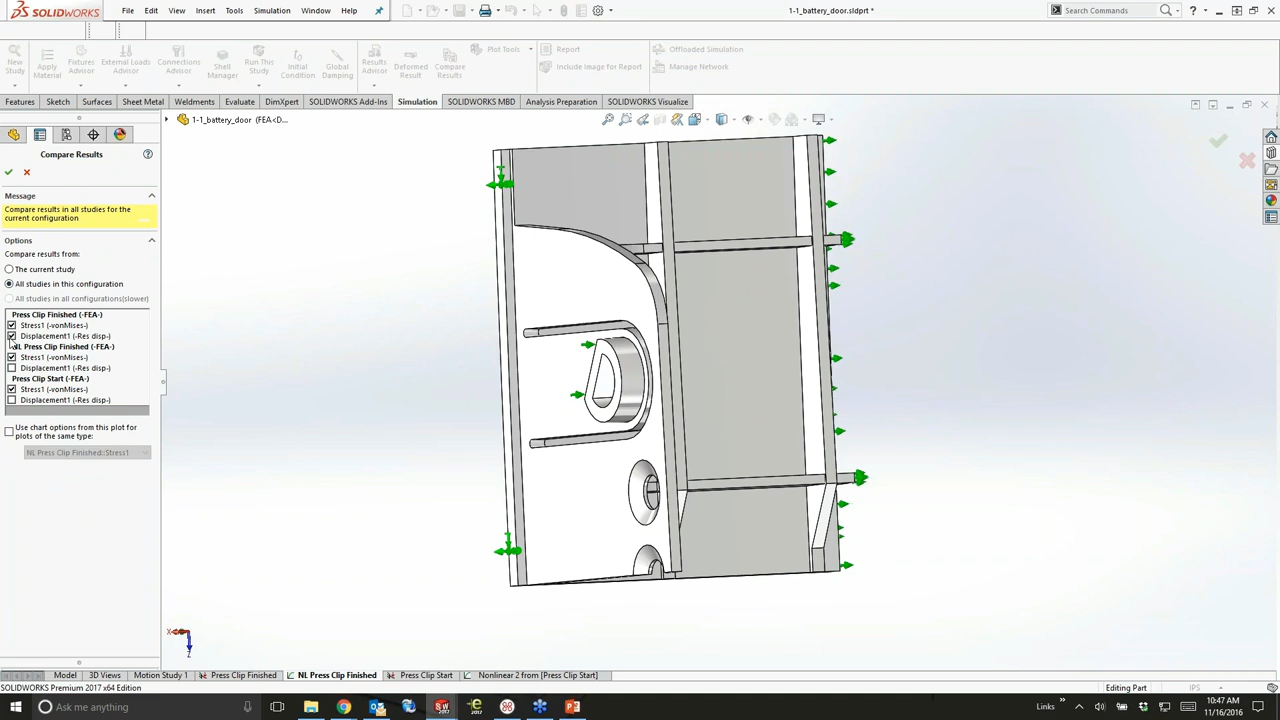 SOLIDWORKS
File Edit View Insert Tools Simulation Window Help
1-1_battery_door.sldprt *
Search Commands
New Study
Apply Material
Fixtures Advisor
External Loads Advisor
Connections Advisor
Shell Manager
Run This Study
Initial Condition
Global Damping
Results Advisor
Deformed Result
Compare Results
Plot Tools
Report
Include Image for Report
Offloaded Simulation
Manage Network
Features Sketch Surfaces Sheet Metal Weldments Evaluate DimXpert SOLIDWORKS Add-Ins Simulation SOLIDWORKS MBD Analysis Preparation SOLIDWORKS Visualize
1-1_battery_door (FEA<D...
Compare Results
Message
Compare results in all studies for the
current configuration
Options
Compare results from:
The current study
All studies in this configuration
All studies in all configurations(slower)
Press Clip Finished (-FEA-)
Stress1 (-vonMises-)
Displacement1 (-Res disp-)
NL Press Clip Finished (-FEA-)
Stress1 (-vonMises-)
Displacement1 (-Res disp-)
Press Clip Start (-FEA-)
Stress1 (-vonMises-)
Displacement1 (-Res disp-)
Use chart options from this plot for
plots of the same type:
NL Press Clip Finished::Stress1
X
Z
Model 3D Views Motion Study 1 Press Clip Finished NL Press Clip Finished Press Clip Start Nonlinear 2 from [Press Clip Start]
SOLIDWORKS Premium 2017 x64 Edition
Editing Part
IPS
Ask me anything
Links
10:47 AM
11/16/2016